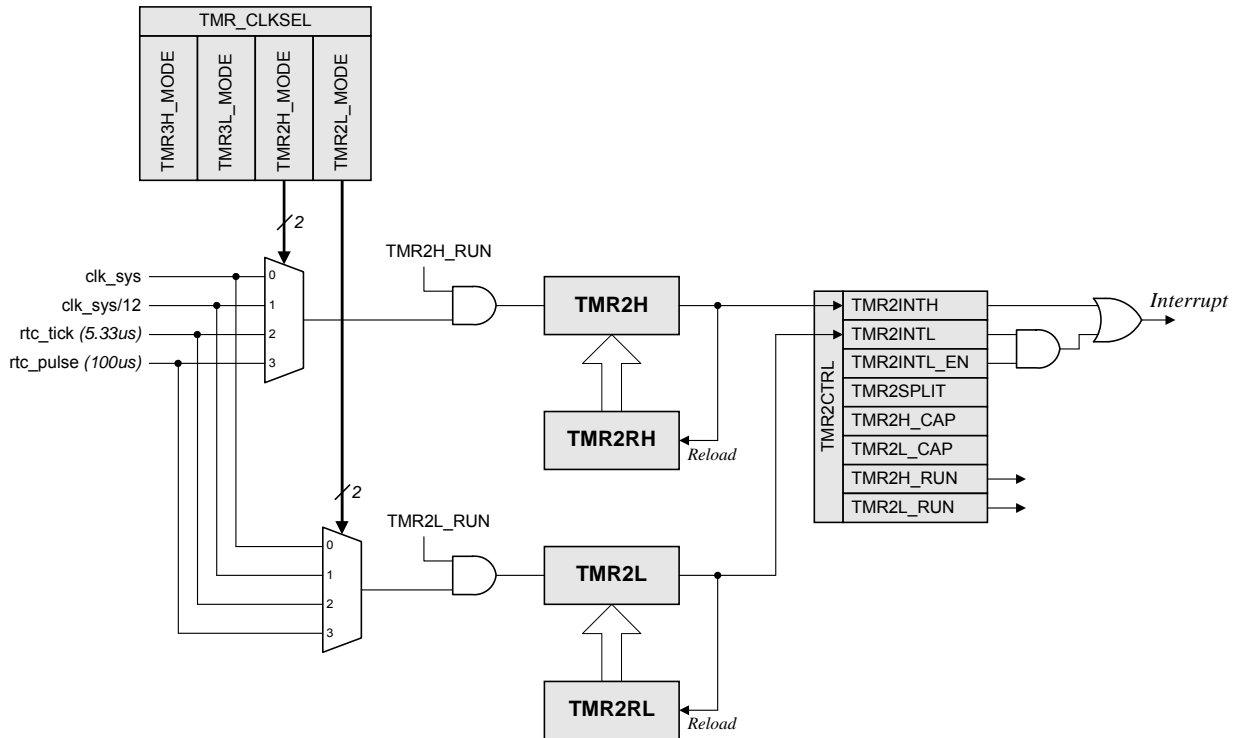 TMR_CLKSEL
TMR3H_MODE
TMR3L_MODE
TMR2H_MODE
TMR2L_MODE
2
TMR2H_RUN
clk_sys
clk_sys/12
rtc_tick (5.33us)
rtc_pulse (100us)
0
1
2
3
TMR2H
TMR2RH
Reload
2
TMR2L_RUN
0
1
2
3
TMR2L
TMR2RL
Reload
TMR2CTRL
TMR2INTH
TMR2INTL
TMR2INTL_EN
TMR2SPLIT
TMR2H_CAP
TMR2L_CAP
TMR2H_RUN
TMR2L_RUN
Interrupt